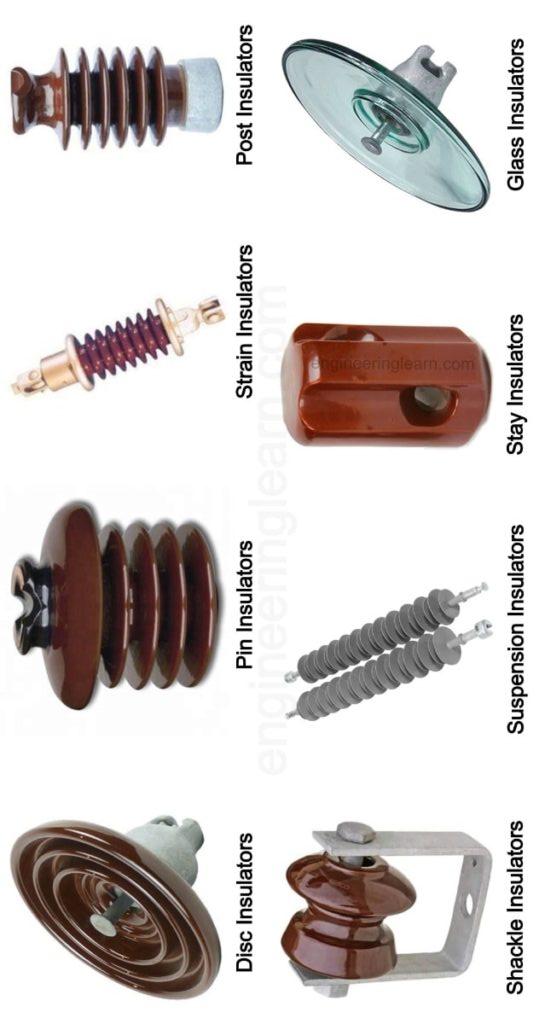 Disc Insulators
Pin Insulators
Strain Insulators
Post Insulators
Shackle Insulators
Suspension Insulators
Stay Insulators
Glass Insulators
engineeringlearn.com
engineeringlearn.com